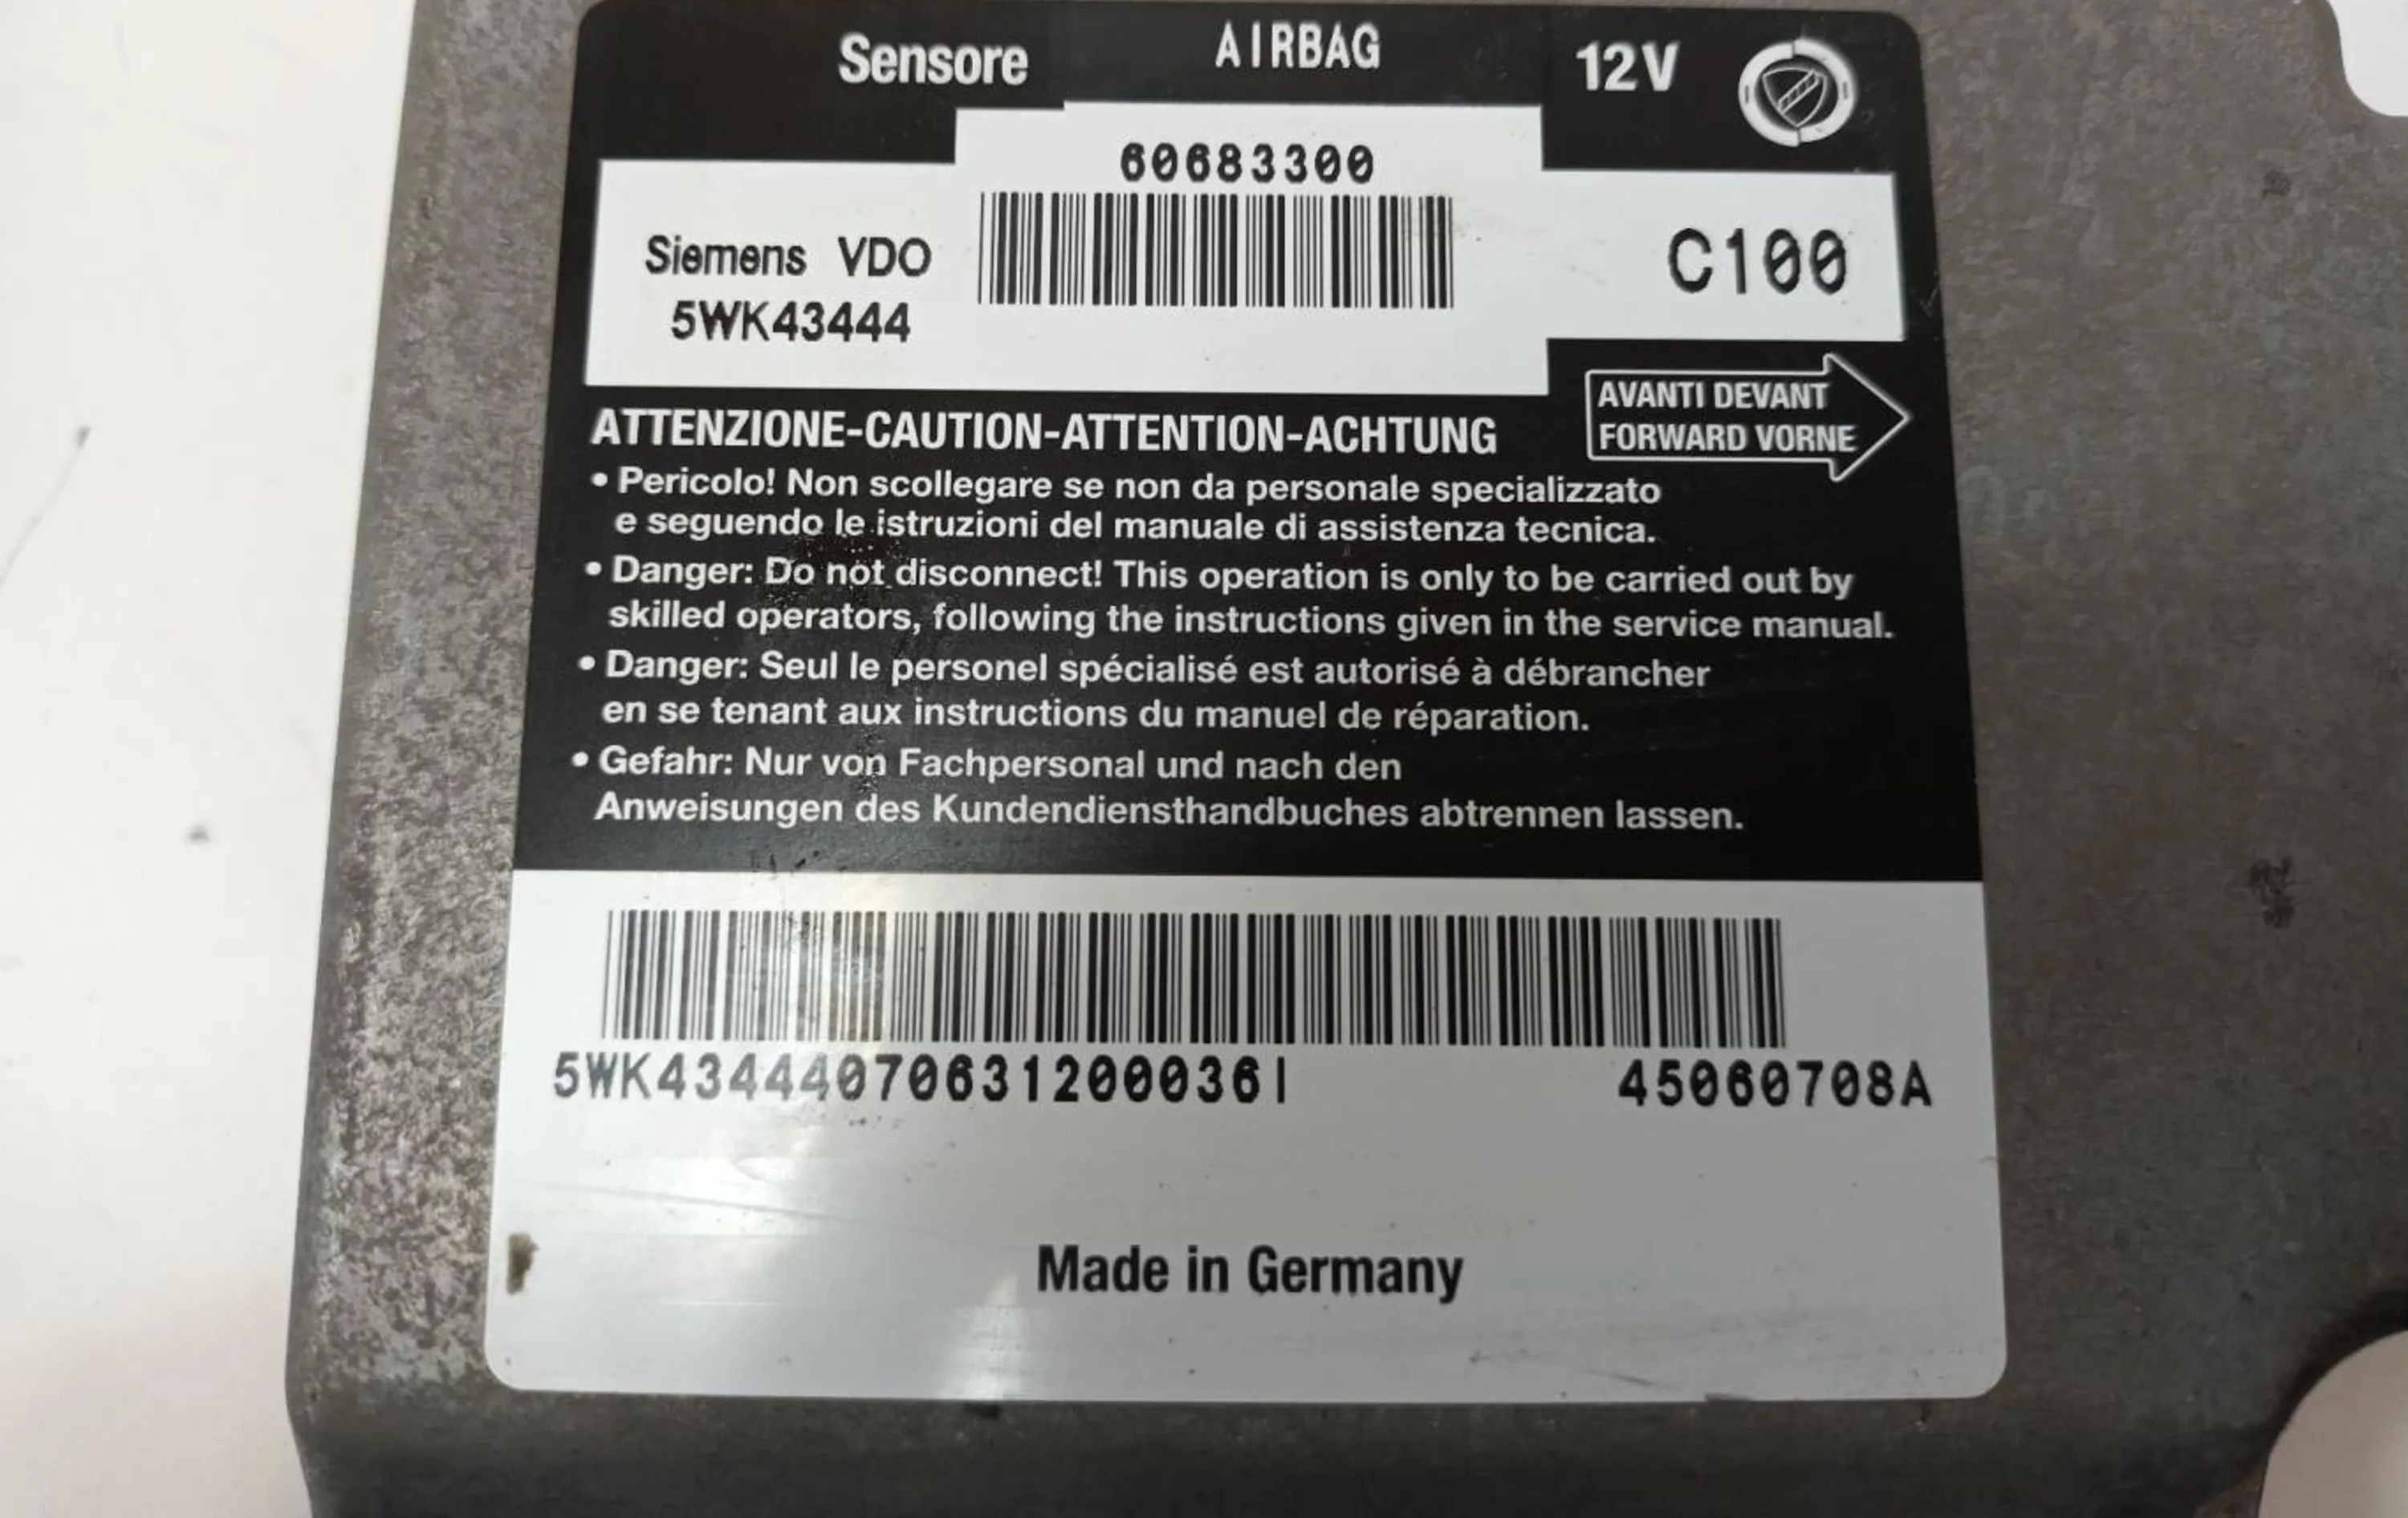 Sensore AIRBAG 12V
60683300
Siemens VDO
5WK43444
C100
AVANTI DEVANT
FORWARD VORNE
ATTENZIONE-CAUTION-ATTENTION-ACHTUNG
• Pericolo! Non scollegare se non da personale specializzato
e seguendo le istruzioni del manuale di assistenza tecnica.
• Danger: Do not disconnect! This operation is only to be carried out by
skilled operators, following the instructions given in the service manual.
• Danger: Seul le personel spécialisé est autorisé à débrancher
en se tenant aux instructions du manuel de réparation.
• Gefahr: Nur von Fachpersonal und nach den
Anweisungen des Kundendiensthandbuches abtrennen lassen.
5WK43444070631200036| 45060708A
Made in Germany